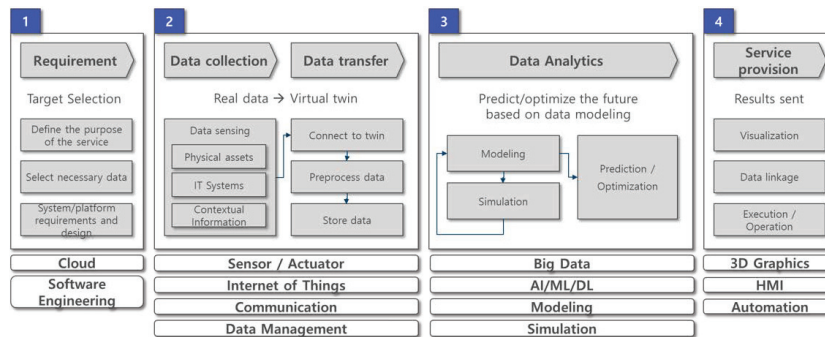 1
Requirement
Target Selection
Define the purpose
of the service
Select necessary data
System/platform
requirements and
design
Cloud
Software
Engineering
2
Data collection
Data transfer
Real data → Virtual twin
Data sensing
Physical assets
IT Systems
Contextual
Information
Connect to twin
Preprocess data
Store data
Sensor / Actuator
Internet of Things
Communication
Data Management
3
Data Analytics
Predict/optimize the future
based on data modeling
Modeling
Simulation
Prediction /
Optimization
Big Data
AI/ML/DL
Modeling
Simulation
4
Service
provision
Results sent
Visualization
Data linkage
Execution /
Operation
3D Graphics
HMI
Automation